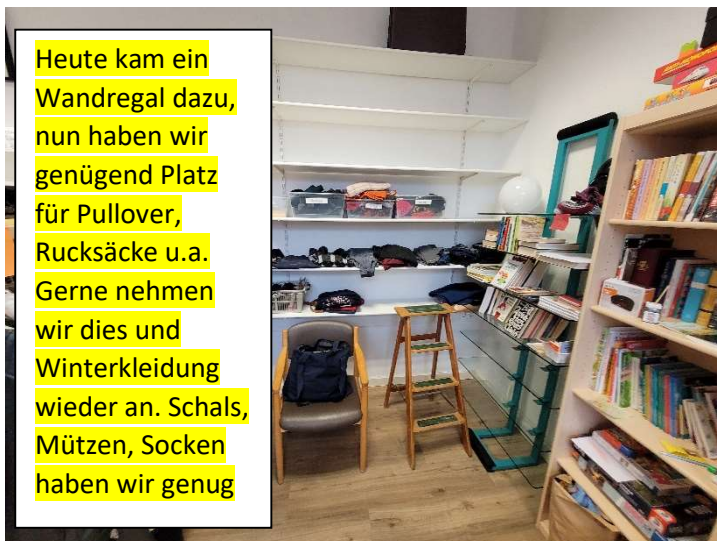 Heute kam ein
Wandregal dazu,
nun haben wir
genügend Platz
für Pullover,
Rucksäcke u.a.
Gerne nehmen
wir dies und
Winterkleidung
wieder an. Schals,
Mützen, Socken
haben wir genug